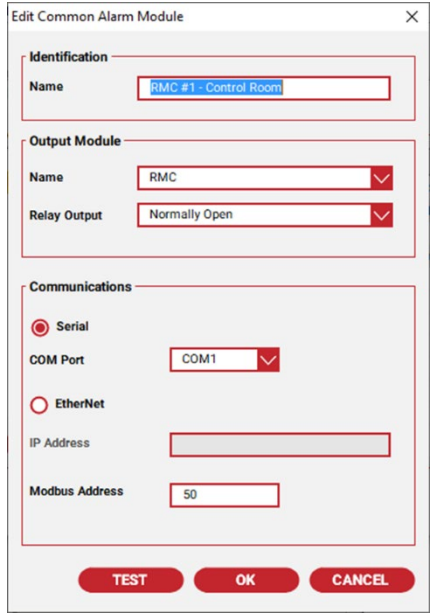 Edit Common Alarm Module
Identification
Name RMC #1 - Control Room
Output Module
Name RMC
Relay Output Normally Open
Communications
Serial
COM Port COM1
EtherNet
IP Address
Modbus Address 50
TEST OK CANCEL